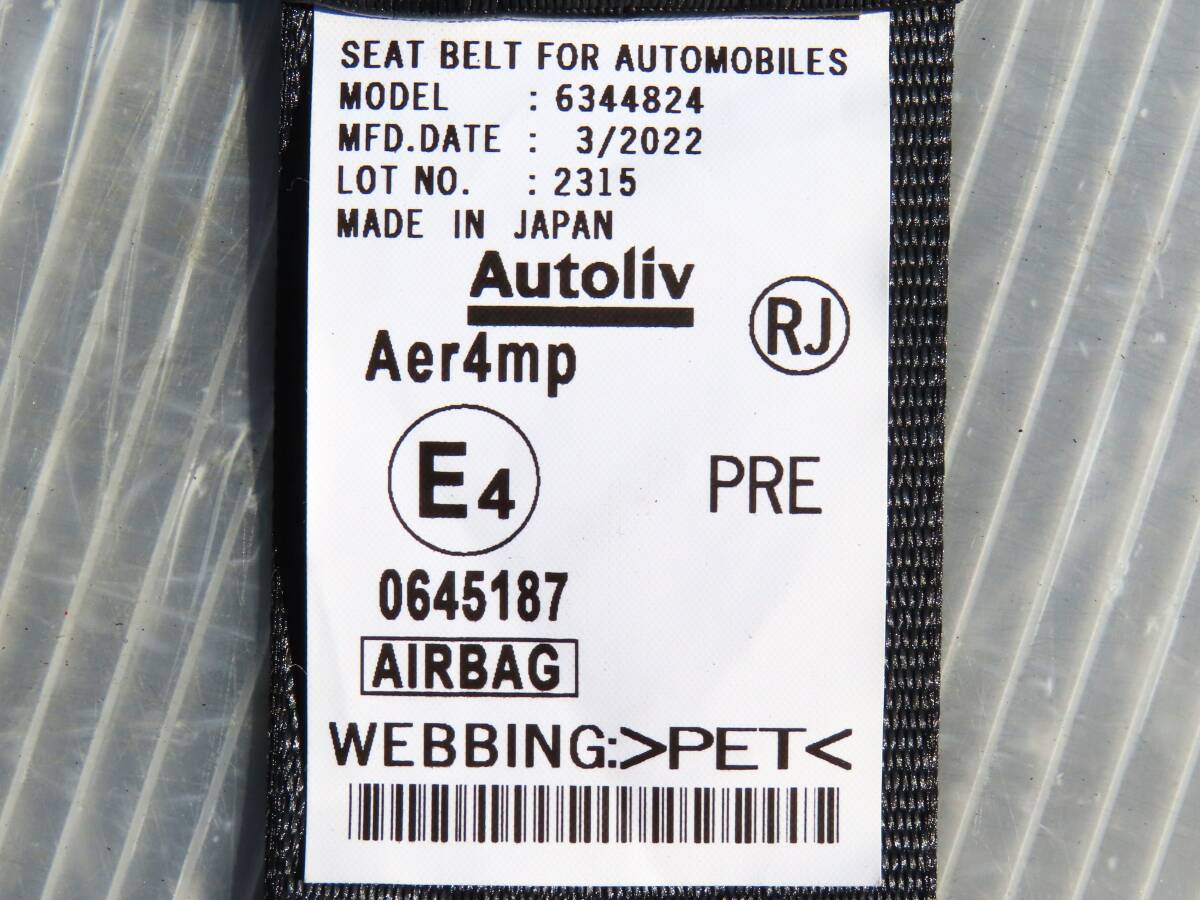 SEAT BELT FOR AUTOMOBILES
MODEL : 6344824
MFD.DATE : 3/2022
LOT NO. : 2315
MADE IN JAPAN
Autoliv
RJ
Aer4mp
E4
PRE
0645187
AIRBAG
WEBBING:>PET<